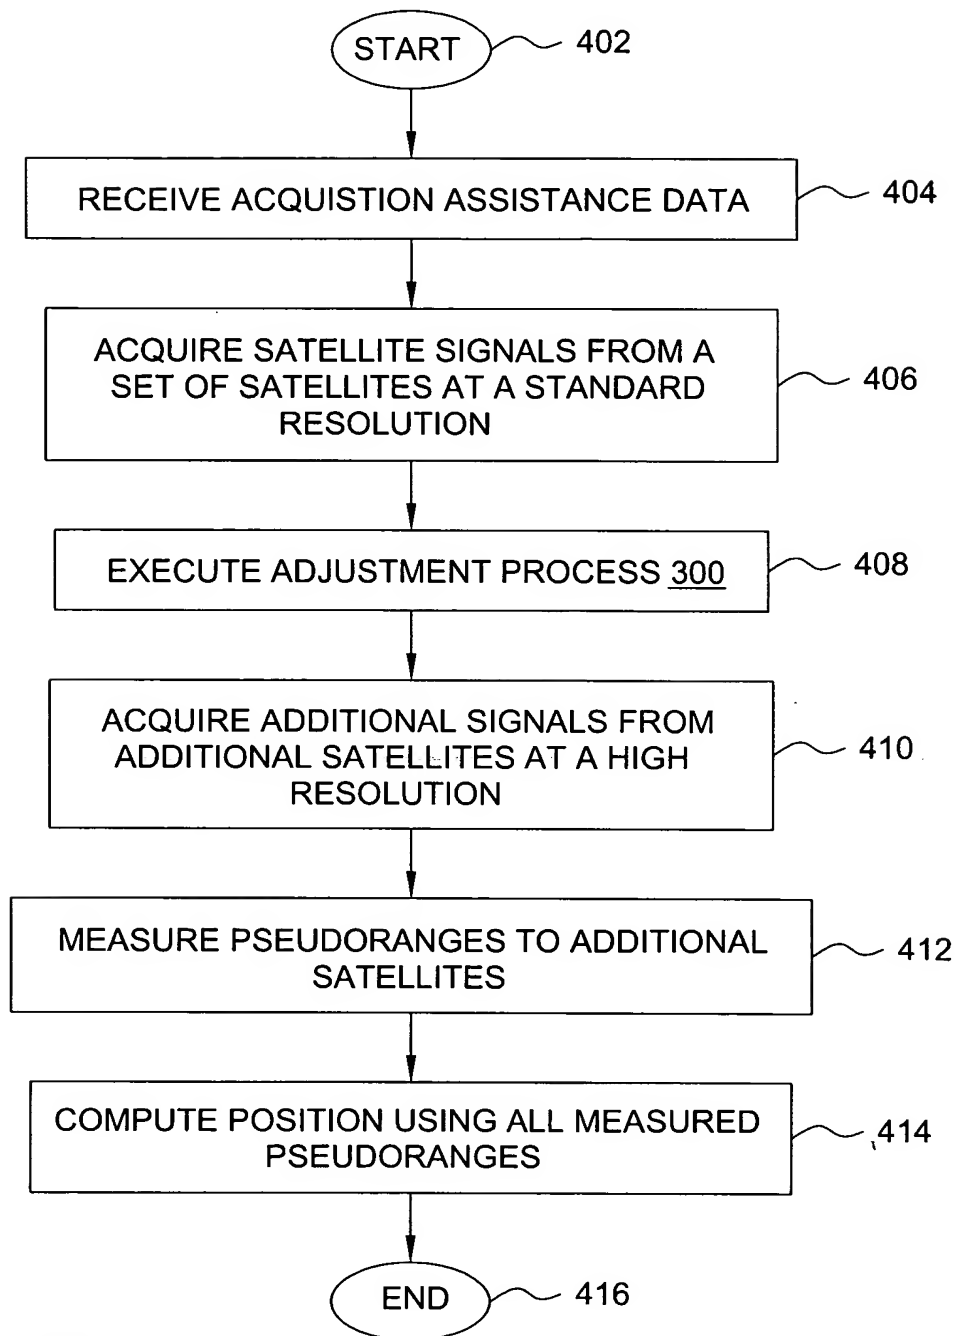 START
402
RECEIVE ACQUISTION ASSISTANCE DATA
404
ACQUIRE SATELLITE SIGNALS FROM A
SET OF SATELLITES AT A STANDARD
RESOLUTION
406
EXECUTE ADJUSTMENT PROCESS 300
408
ACQUIRE ADDITIONAL SIGNALS FROM
ADDITIONAL SATELLITES AT A HIGH
RESOLUTION
410
MEASURE PSEUDORANGES TO ADDITIONAL
SATELLITES
412
COMPUTE POSITION USING ALL MEASURED
PSEUDORANGES
414
END
416